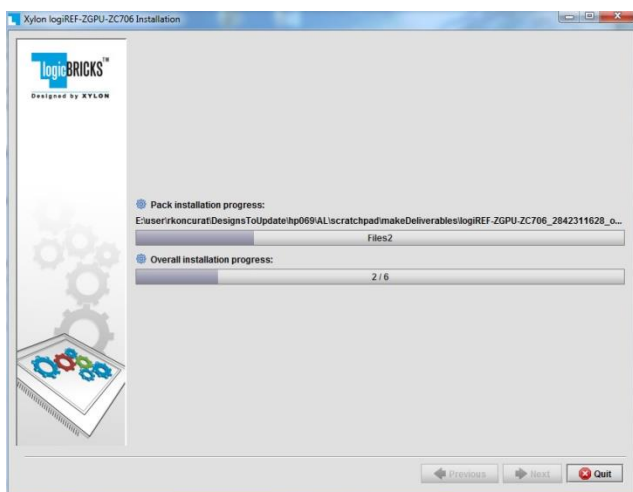 Xylon logiREF-ZGPU-ZC706 Installation
logicBRICKS™
Designed by XYLON
Pack installation progress:
E:\user\rkoncurat\DesignsToUpdate\hp069\AL\scratchpad\makeDeliverables\logiREF-ZGPU-ZC706_2842311628_o...
Files2
Overall installation progress:
2 / 6
Previous
Next
Quit